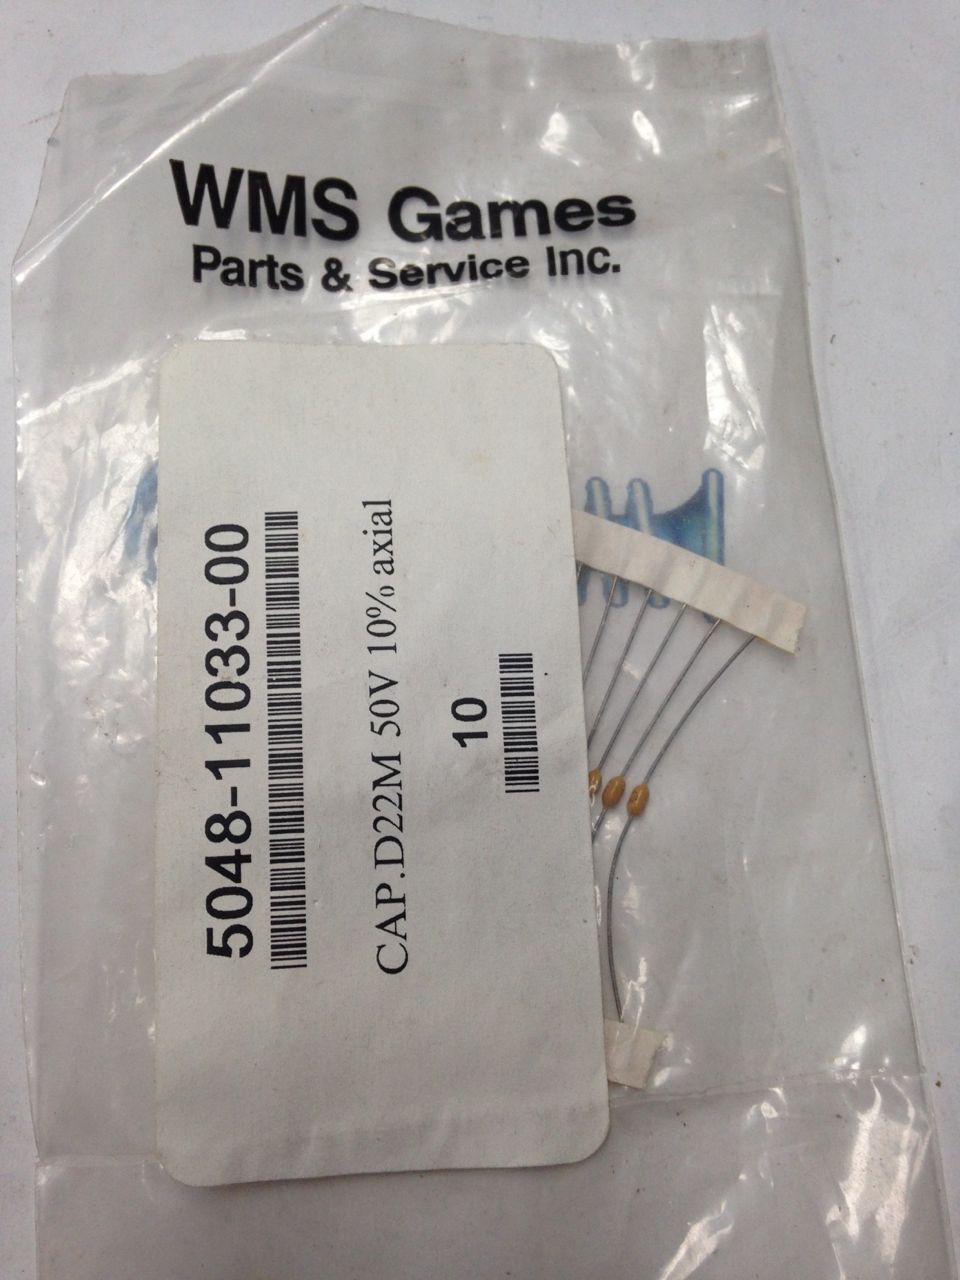 WMS Games
Parts & Service Inc.
5048-11033-00
CAP.D22M 50V 10% axial
10